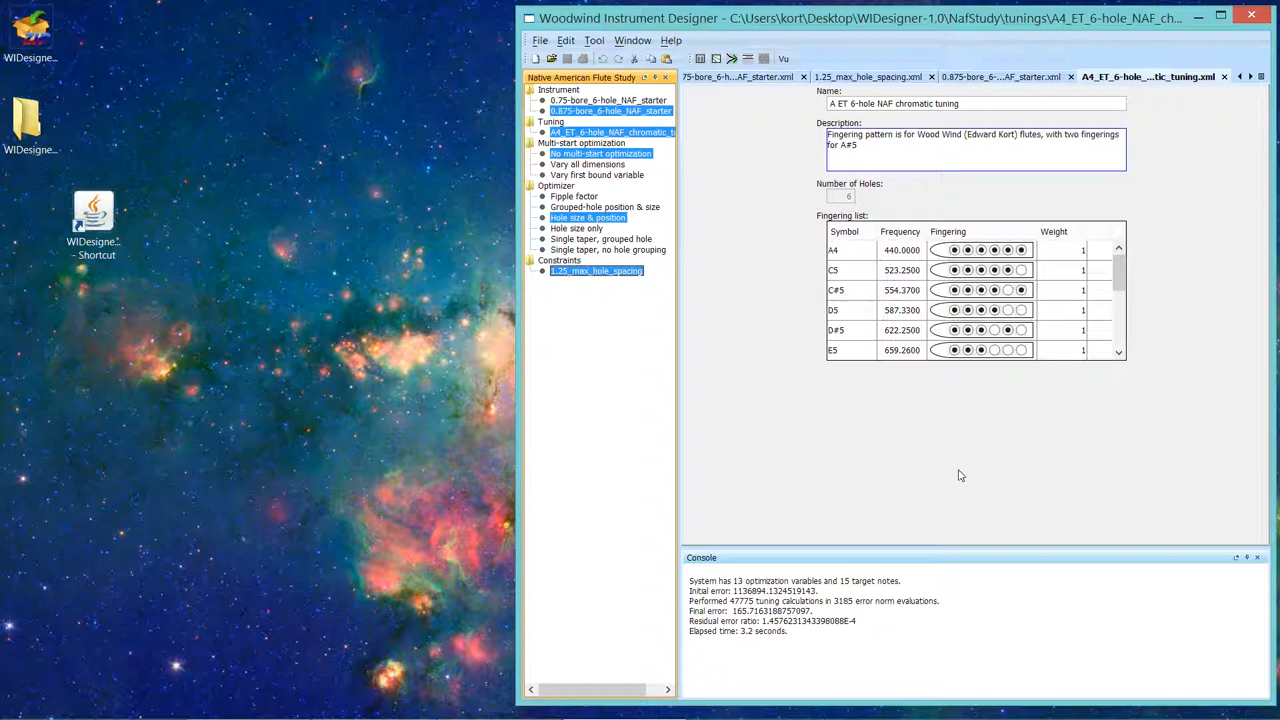 WIDesigne...
WIDesigne...
WIDesigne...
- Shortcut
Woodwind Instrument Designer - C:\Users\kort\Desktop\WIDesigner-1.0\NafStudy\tunings\A4_ET_6-hole_NAF_ch...
File Edit Tool Window Help
Vu
Native American Flute Study
Instrument
0.75-bore_6-hole_NAF_starter
0.875-bore_6-hole_NAF_starter
Tuning
A4_ET_6-hole_NAF_chromatic_t
Multi-start optimization
No multi-start optimization
Vary all dimensions
Vary first bound variable
Optimizer
Fipple factor
Grouped-hole position & size
Hole size & position
Hole size only
Single taper, grouped hole
Single taper, no hole grouping
Constraints
1.25_max_hole_spacing
75-bore_6-h...AF_starter.xml 1.25_max_hole_spacing.xml 0.875-bore_6-...AF_starter.xml A4_ET_6-hole_...tic_tuning.xml
Name:
A ET 6-hole NAF chromatic tuning
Description:
Fingering pattern is for Wood Wind (Edward Kort) flutes, with two fingerings
for A#5
Number of Holes:
6
Fingering list:
Symbol Frequency Fingering Weight
A4 440.0000 1
C5 523.2500 1
C#5 554.3700 1
D5 587.3300 1
D#5 622.2500 1
E5 659.2600 1
Console
System has 13 optimization variables and 15 target notes.
Initial error: 1136894.1324519143.
Performed 47775 tuning calculations in 3185 error norm evaluations.
Final error: 165.7163188757097.
Residual error ratio: 1.4576231343398088E-4
Elapsed time: 3.2 seconds.